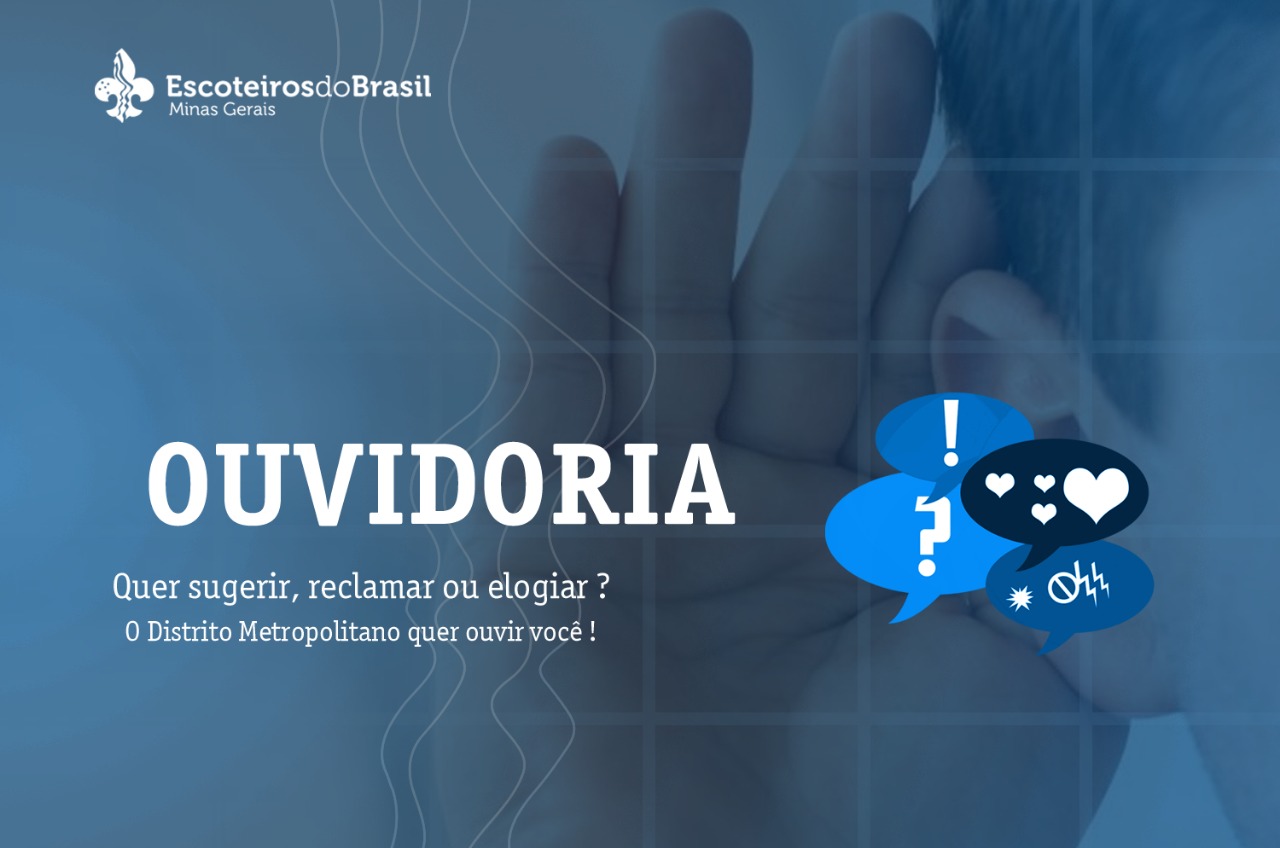 EscoteirosdoBrasil
Minas Gerais
!
?
OUVIDORIA
Quer sugerir, reclamar ou elogiar ?
O Distrito Metropolitano quer ouvir você !